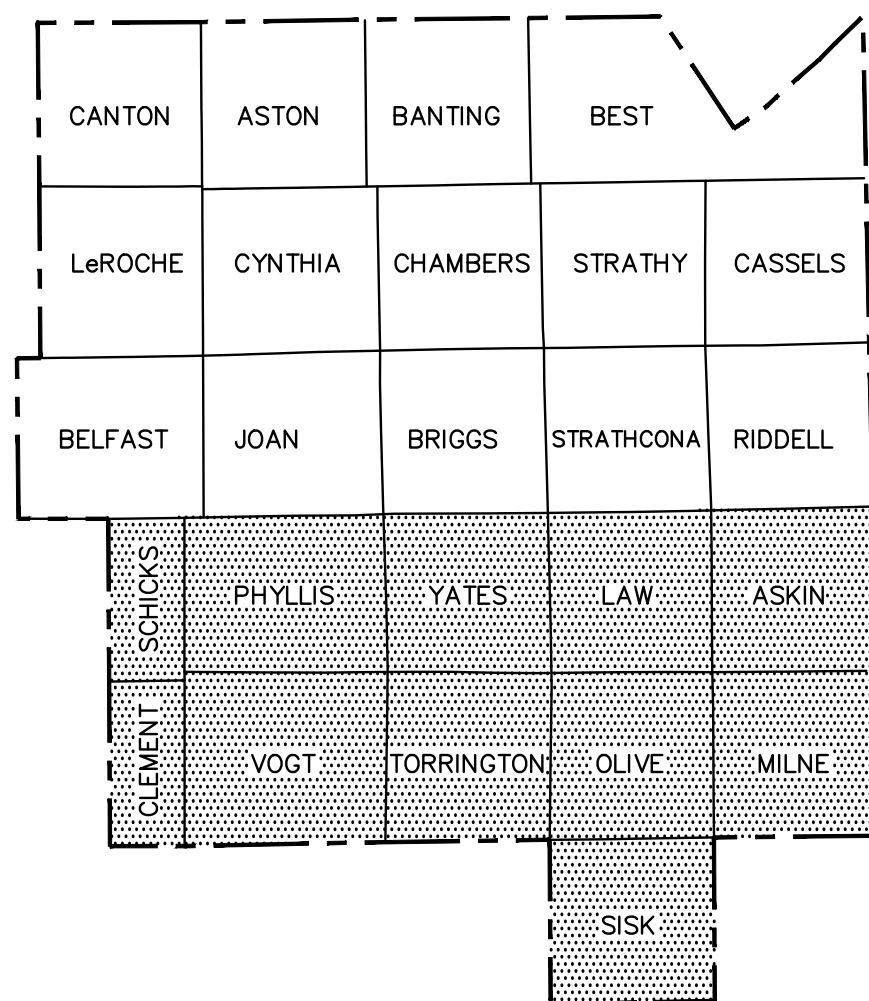 CANTON
ASTON
BANTING
BEST
LeROCHE
CYNTHIA
CHAMBERS
STRATHY
CASSELS
BELFAST
JOAN
BRIGGS
STRATHCONA
RIDDELL
SCHICKS
PHYLLIS
YATES
LAW
ASKIN
CLEMENT
VOGT
TORRINGTON
OLIVE
MILNE
SISK